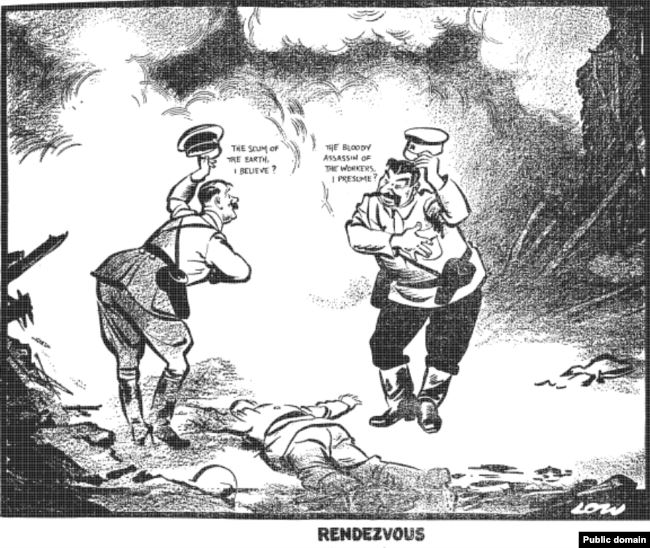 THE SCUM OF
THE EARTH,
I BELIEVE?
THE BLOODY
ASSASSIN OF
THE WORKERS,
I PRESUME?
LOW
RENDEZVOUS
Public domain